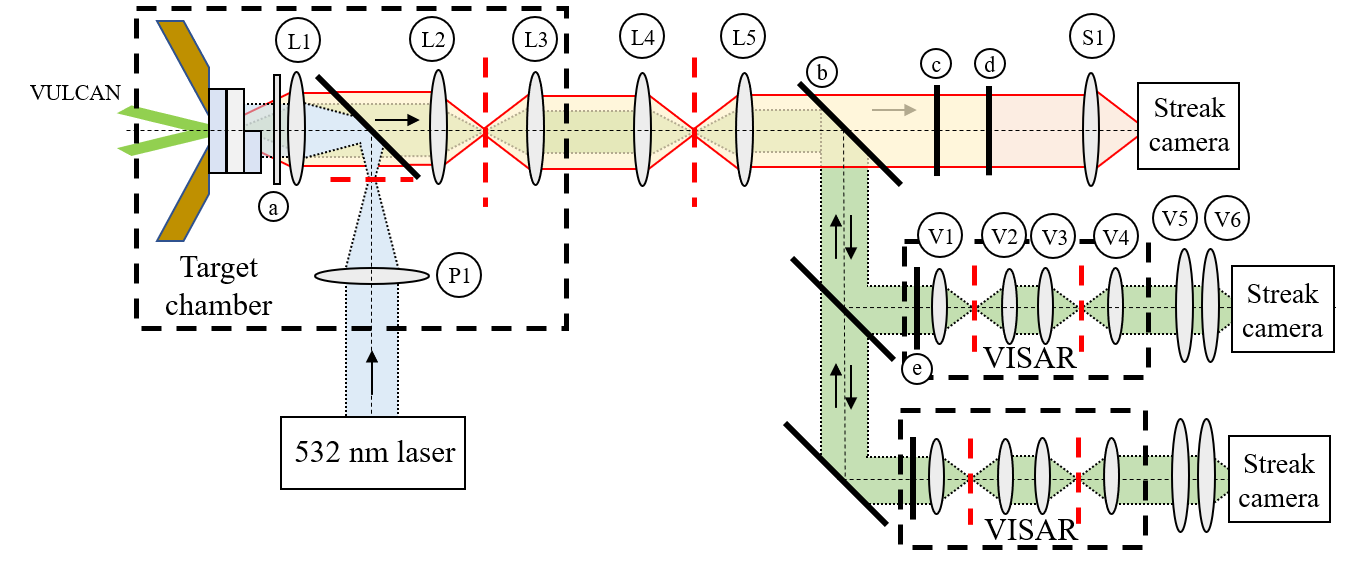 L1
L2
L3
L4
L5
S1
b
c
d
VULCAN
Streak
camera
a
Target
chamber
P1
V1
V2
V3
V4
V5
V6
Streak
camera
VISAR
e
532 nm laser
Streak
camera
VISAR